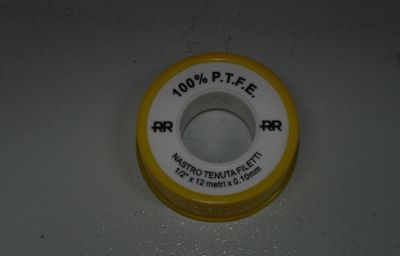 100% P.T.F.E.
RR RR
NASTRO TENUTA FILETTI
1/2" x 12 metri x 0.10mm